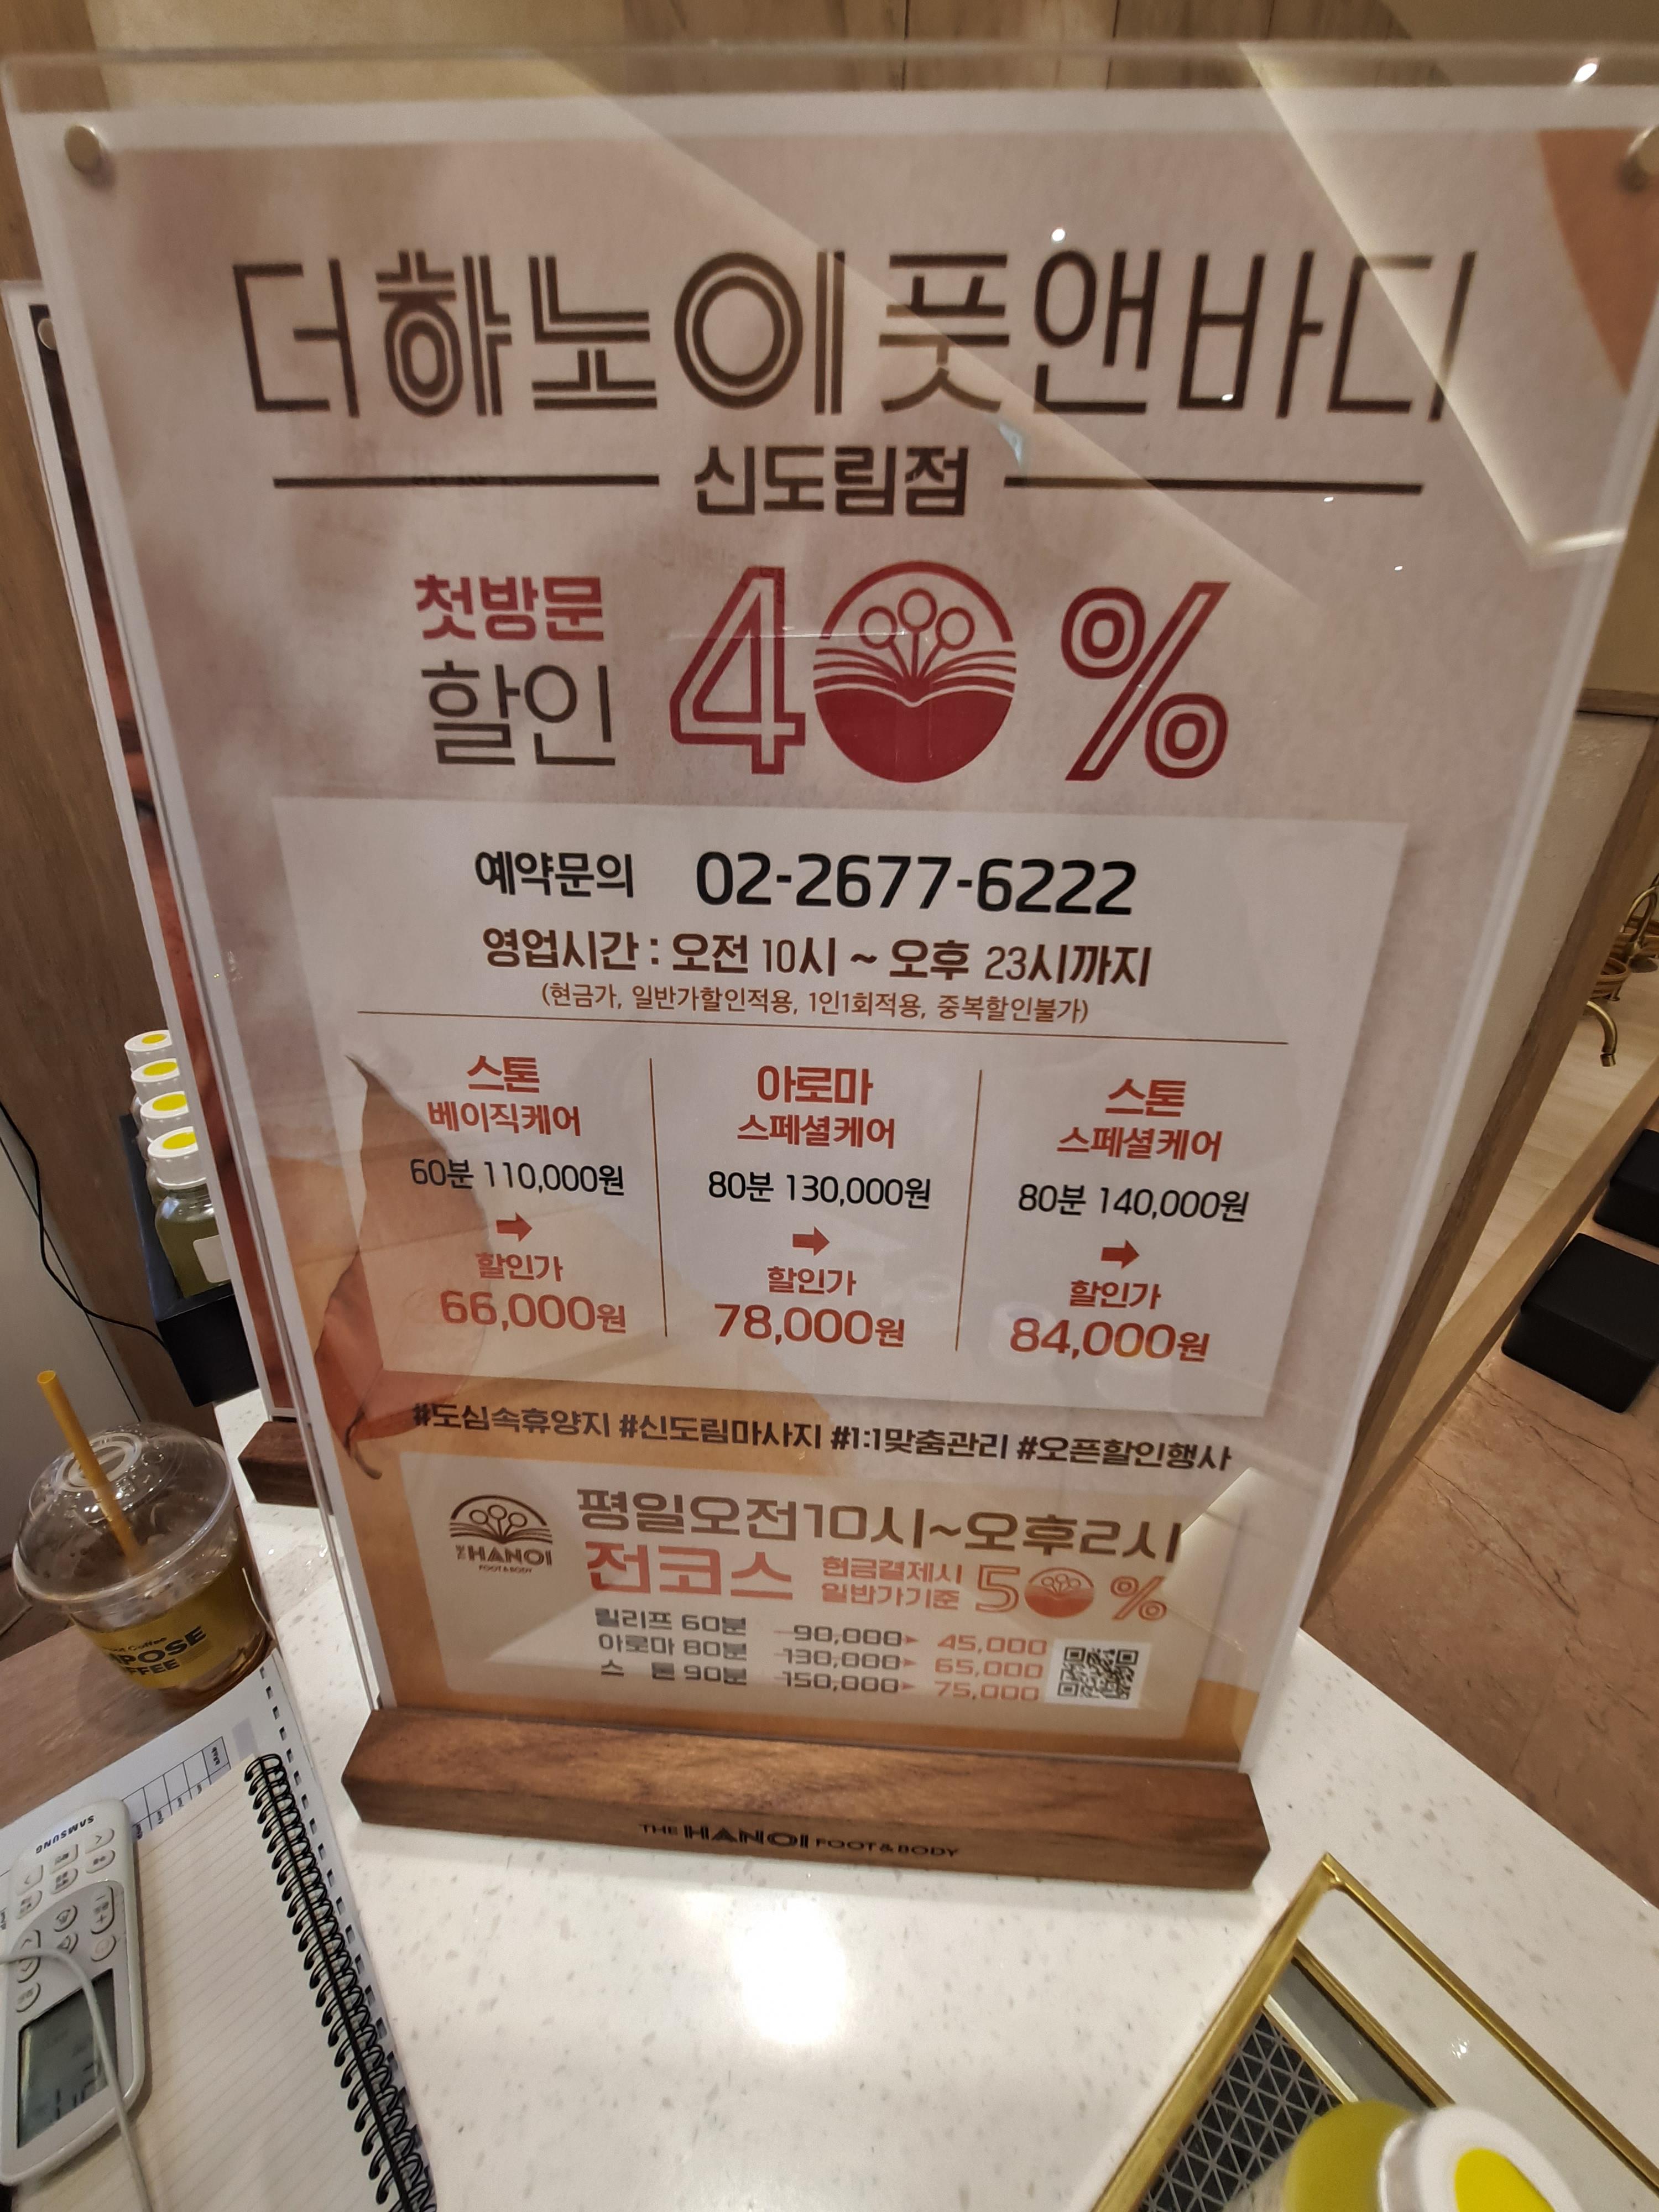 더하노이풋앤바디
신도림점
첫방문
할인 40%
예약문의 02-2677-6222
영업시간 : 오전 10시 ~ 오후 23시까지
(현금가, 일반가할인적용, 1인1회적용, 중복할인불가)
스톤
베이직케어
60분 110,000원
할인가
66,000원
아로마
스페셜케어
80분 130,000원
할인가
78,000원
스톤
스페셜케어
80분 140,000원
할인가
84,000원
#도심속휴양지 #신도림마사지 #1:1맞춤관리 #오픈할인행사
THE HANOI
FOOT & BODY
평일오전10시~오후2시
전코스 현금결제시 일반가기준 50%
릴리프 60분 90,000 45,000
아로마 80분 130,000 65,000
스 톤 90분 150,000 75,000
THE HANOI FOOT & BODY
SAMSUNG